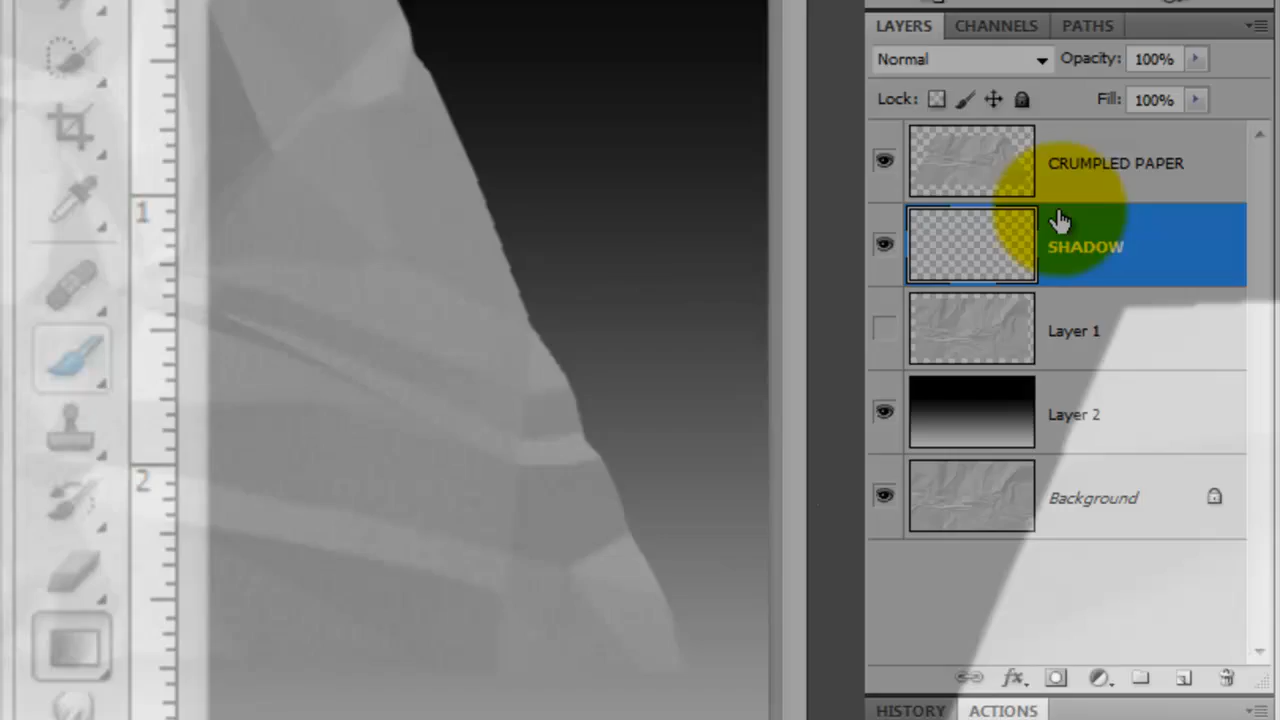 LAYERS CHANNELS PATHS
Normal Opacity: 100%
Lock: Fill: 100%
CRUMPLED PAPER
1
SHADOW
Layer 1
Layer 2
2
Background
fx
HISTORY ACTIONS